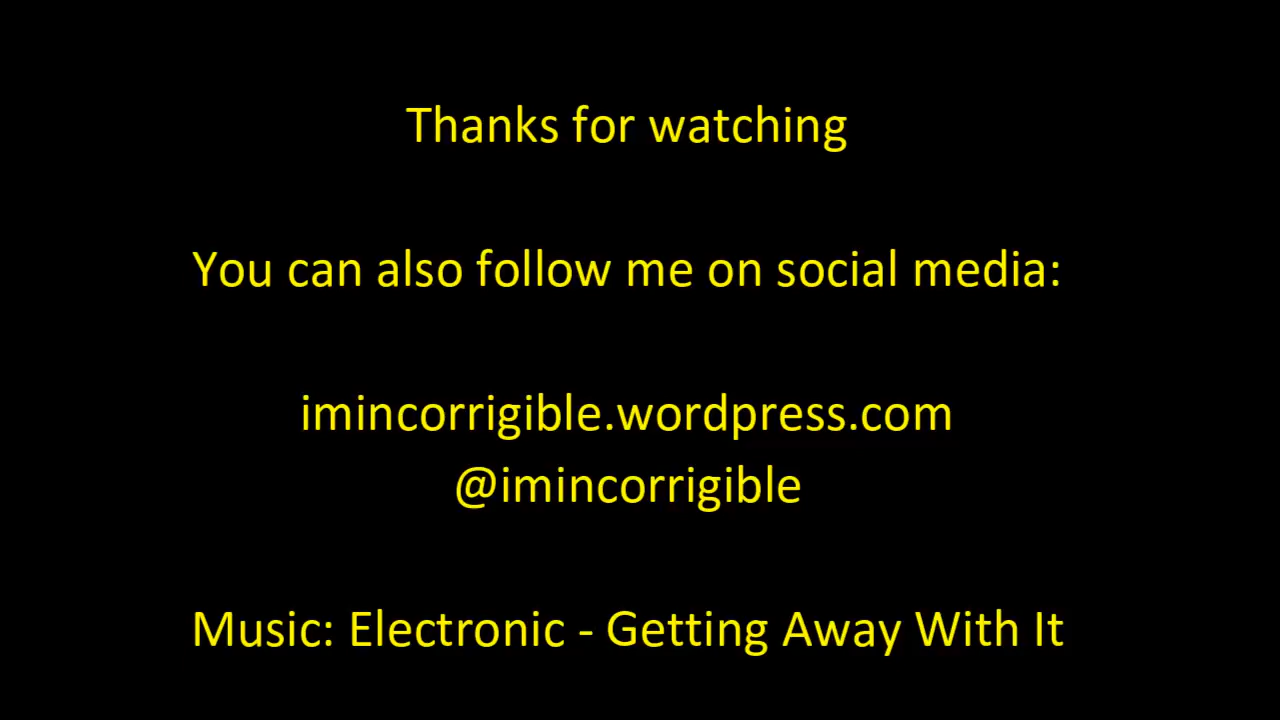 Thanks for watching
You can also follow me on social media:
imincorrigible.wordpress.com
@imincorrigible
Music: Electronic - Getting Away With It